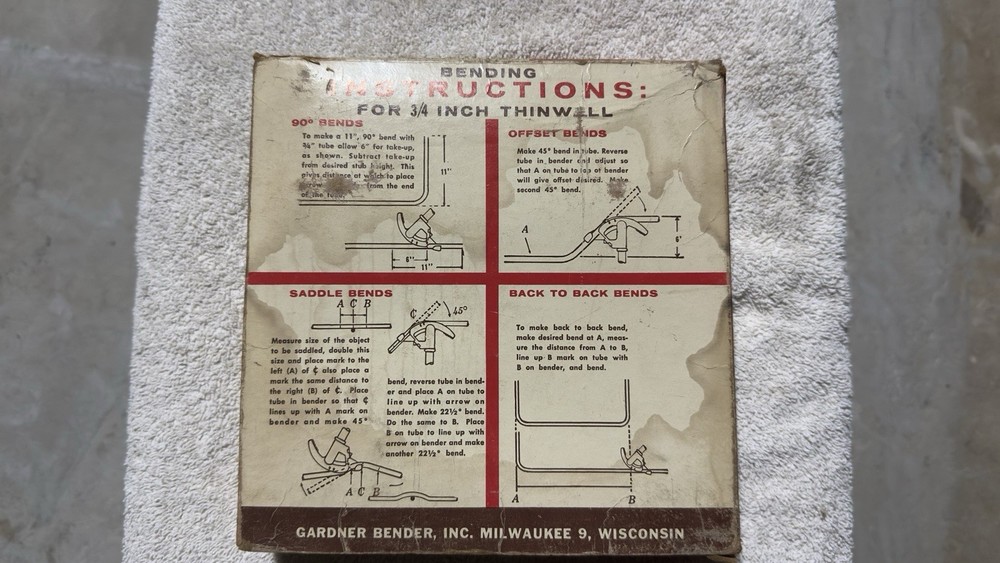 BENDING
INSTRUCTIONS:
FOR 3/4 INCH THINWELL
90° BENDS
To make a 11", 90° bend with
¾" tube allow 6" for take-up,
as shown. Subtract take-up
from desired stub height. This
gives distance at which to place
arrow from the end
of the tube.
11"
6"
11"
OFFSET BENDS
Make 45° bend in tube. Reverse
tube in bender and adjust so
that A on tube to top of bender
will give offset desired. Make
second 45° bend.
A
6"
SADDLE BENDS
A ₵ B
Measure size of the object
to be saddled, double this
size and place mark to the
left (A) of ₵ also place a
mark the same distance to
the right (B) of ₵. Place
tube in bender so that ₵
lines up with A mark on
bender and make 45°
₵
45°
bend, reverse tube in bend-
er and place A on tube to
line up with arrow on
bender. Make 22½° bend.
Do the same to B. Place
B on tube to line up with
arrow on bender and make
another 22½° bend.
A ₵ B
BACK TO BACK BENDS
To make back to back bend,
make desired bend at A, meas-
ure the distance from A to B,
line up B mark on tube with
B on bender, and bend.
A B
GARDNER BENDER, INC. MILWAUKEE 9, WISCONSIN